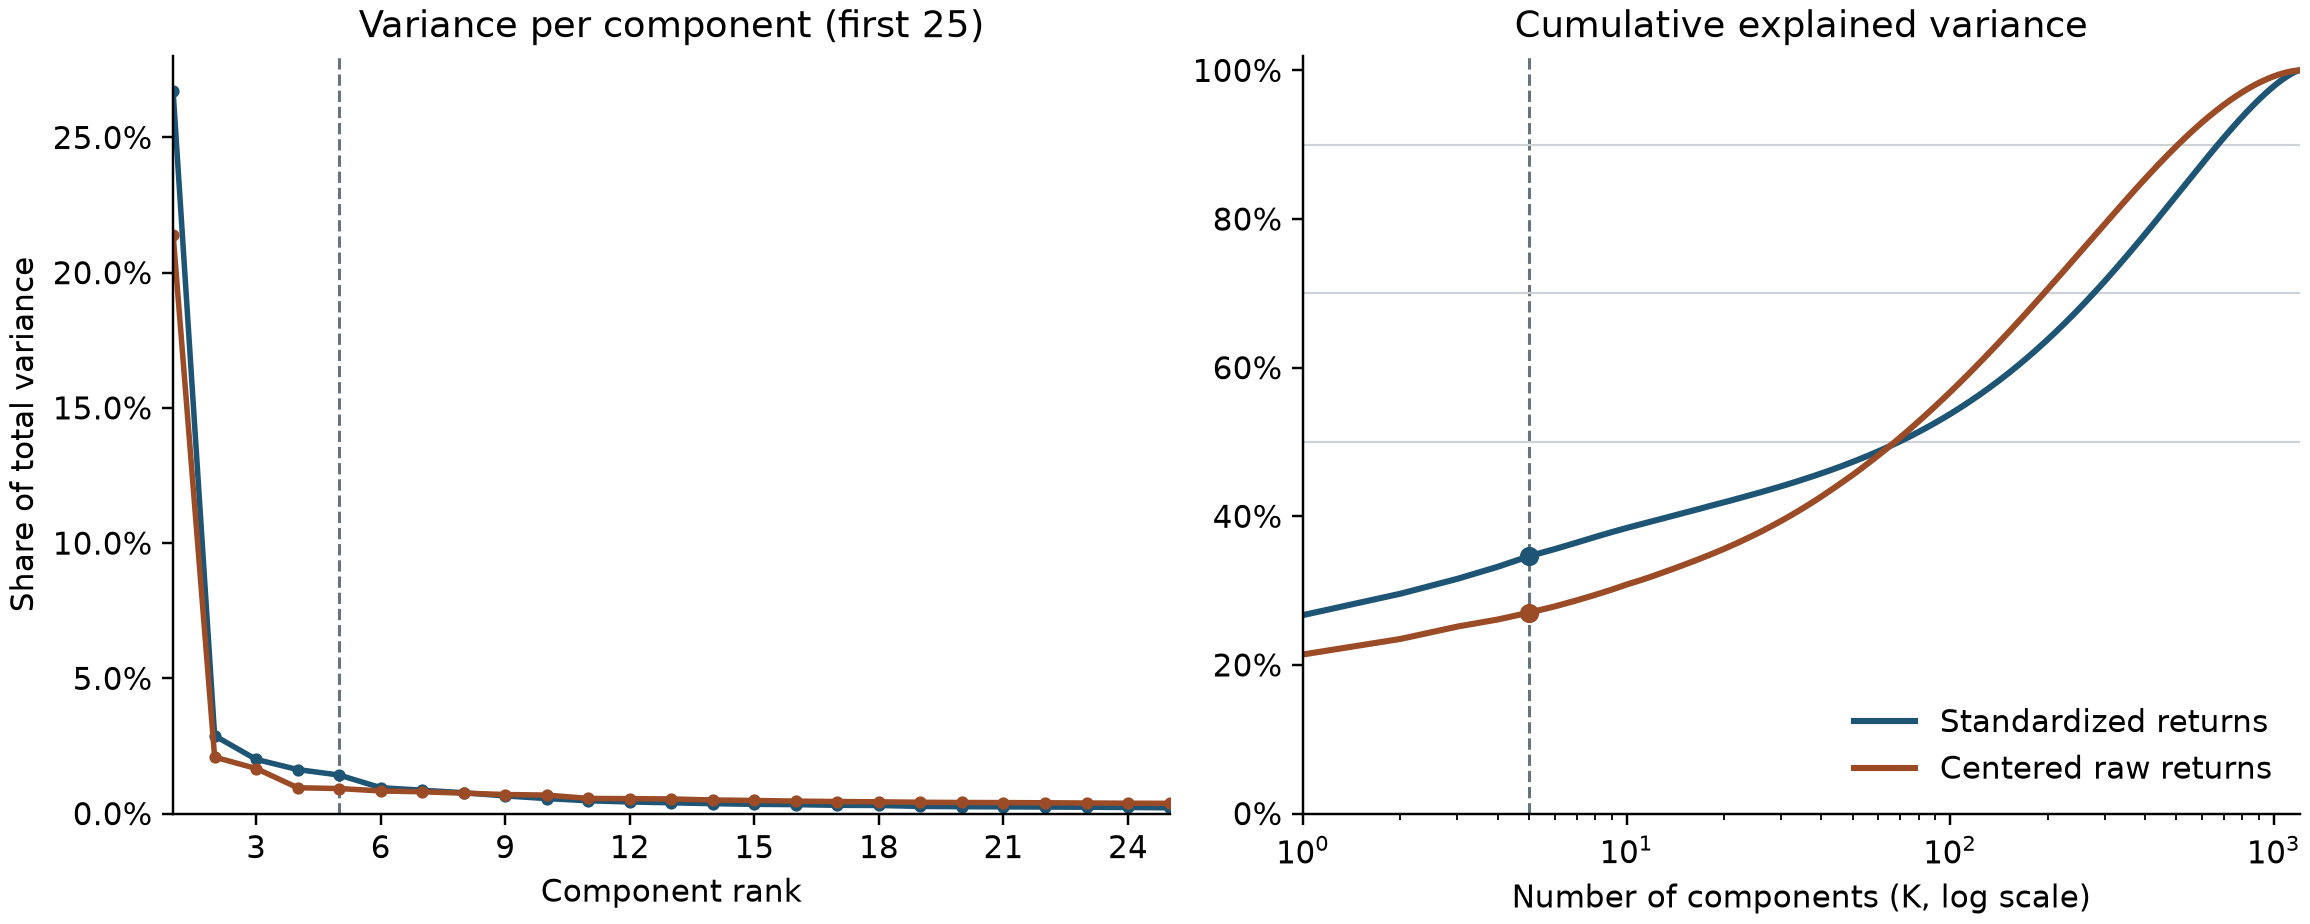 Variance per component (first 25)
Share of total variance
25.0%
20.0%
15.0%
10.0%
5.0%
0.0%
3 6 9 12 15 18 21 24
Component rank
Cumulative explained variance
100%
80%
60%
40%
20%
0%
10⁰ 10¹ 10² 10³
Number of components (K, log scale)
Standardized returns
Centered raw returns